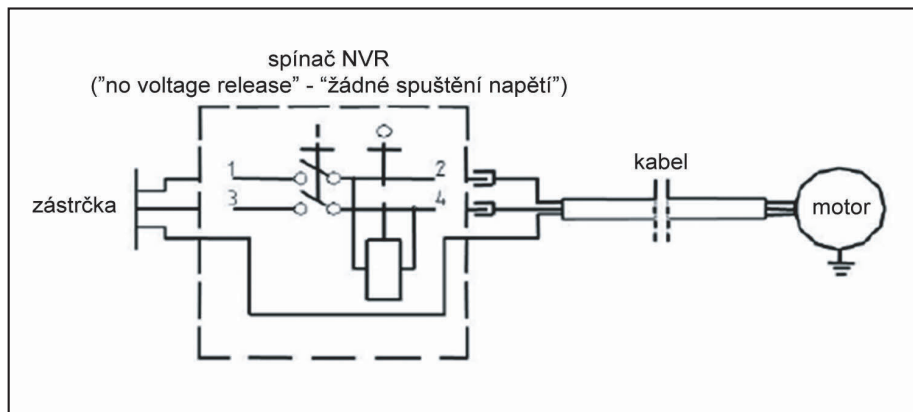 spínač NVR
("no voltage release" - “žádné spuštění napětí”)
1
2
kabel
zástrčka
3
4
motor